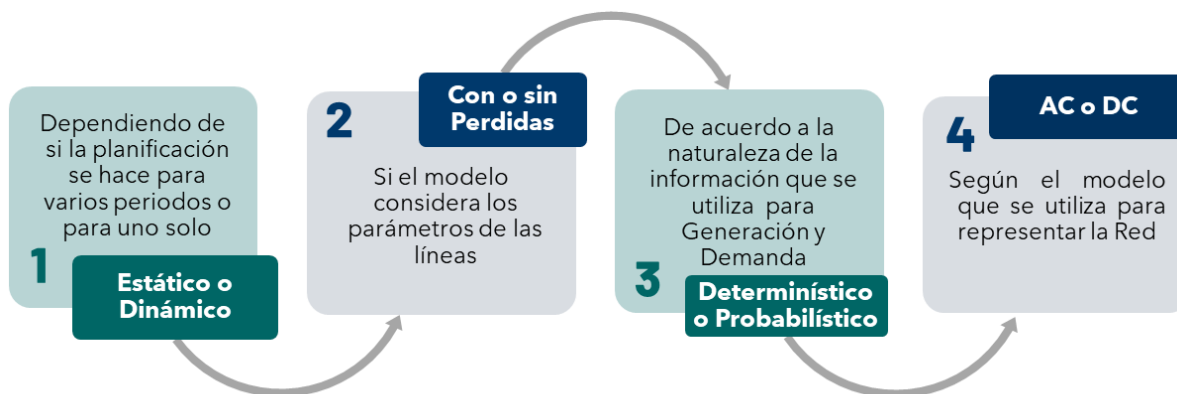 Dependiendo de
si la planificación
se hace para
varios periodos o
para uno solo
1
Estático o
Dinámico
2
Con o sin
Perdidas
Si el modelo
considera los
parámetros de las
líneas
De acuerdo a la
naturaleza de la
información que se
utiliza para
Generación y
Demanda
3
Determinístico
o Probabilístico
4
AC o DC
Según el modelo
que se utiliza para
representar la Red